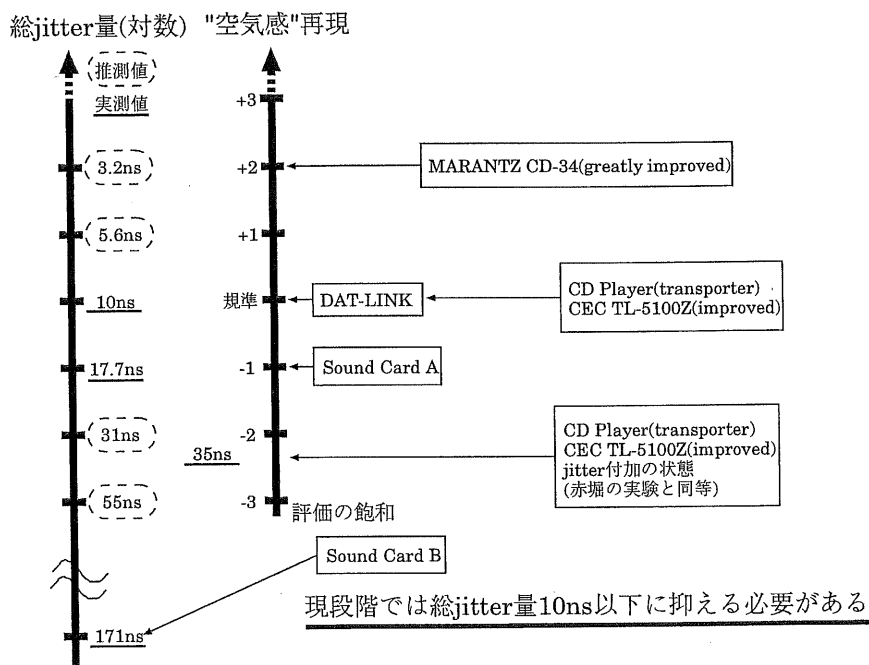 総jitter量(対数) "空気感"再現
推測値
実測値
+3
3.2ns
+2
MARANTZ CD-34(greatly improved)
5.6ns
+1
10ns
規準
DAT-LINK
CD Player(transporter)
CEC TL-5100Z(improved)
17.7ns
-1
Sound Card A
31ns
-2
35ns
CD Player(transporter)
CEC TL-5100Z(improved)
jitter付加の状態
(赤堀の実験と同等)
55ns
-3
評価の飽和
Sound Card B
171ns
現段階では総jitter量10ns以下に抑える必要がある